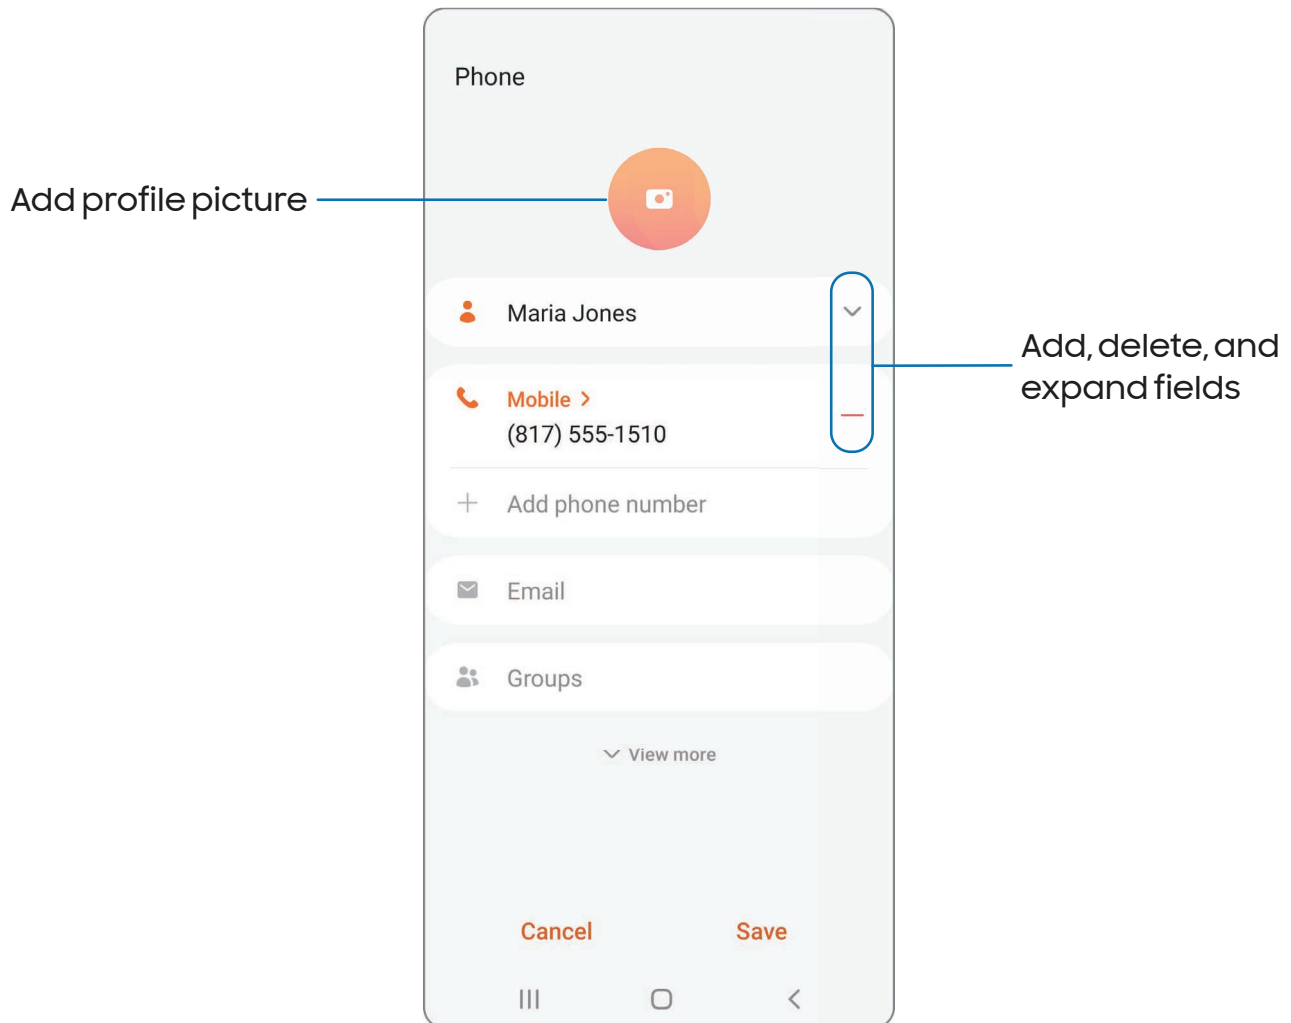 Phone
Add profile picture
Maria Jones
Add, delete, and
expand fields
Mobile >
(817) 555-1510
Add phone number
Email
Groups
View more
Cancel
Save